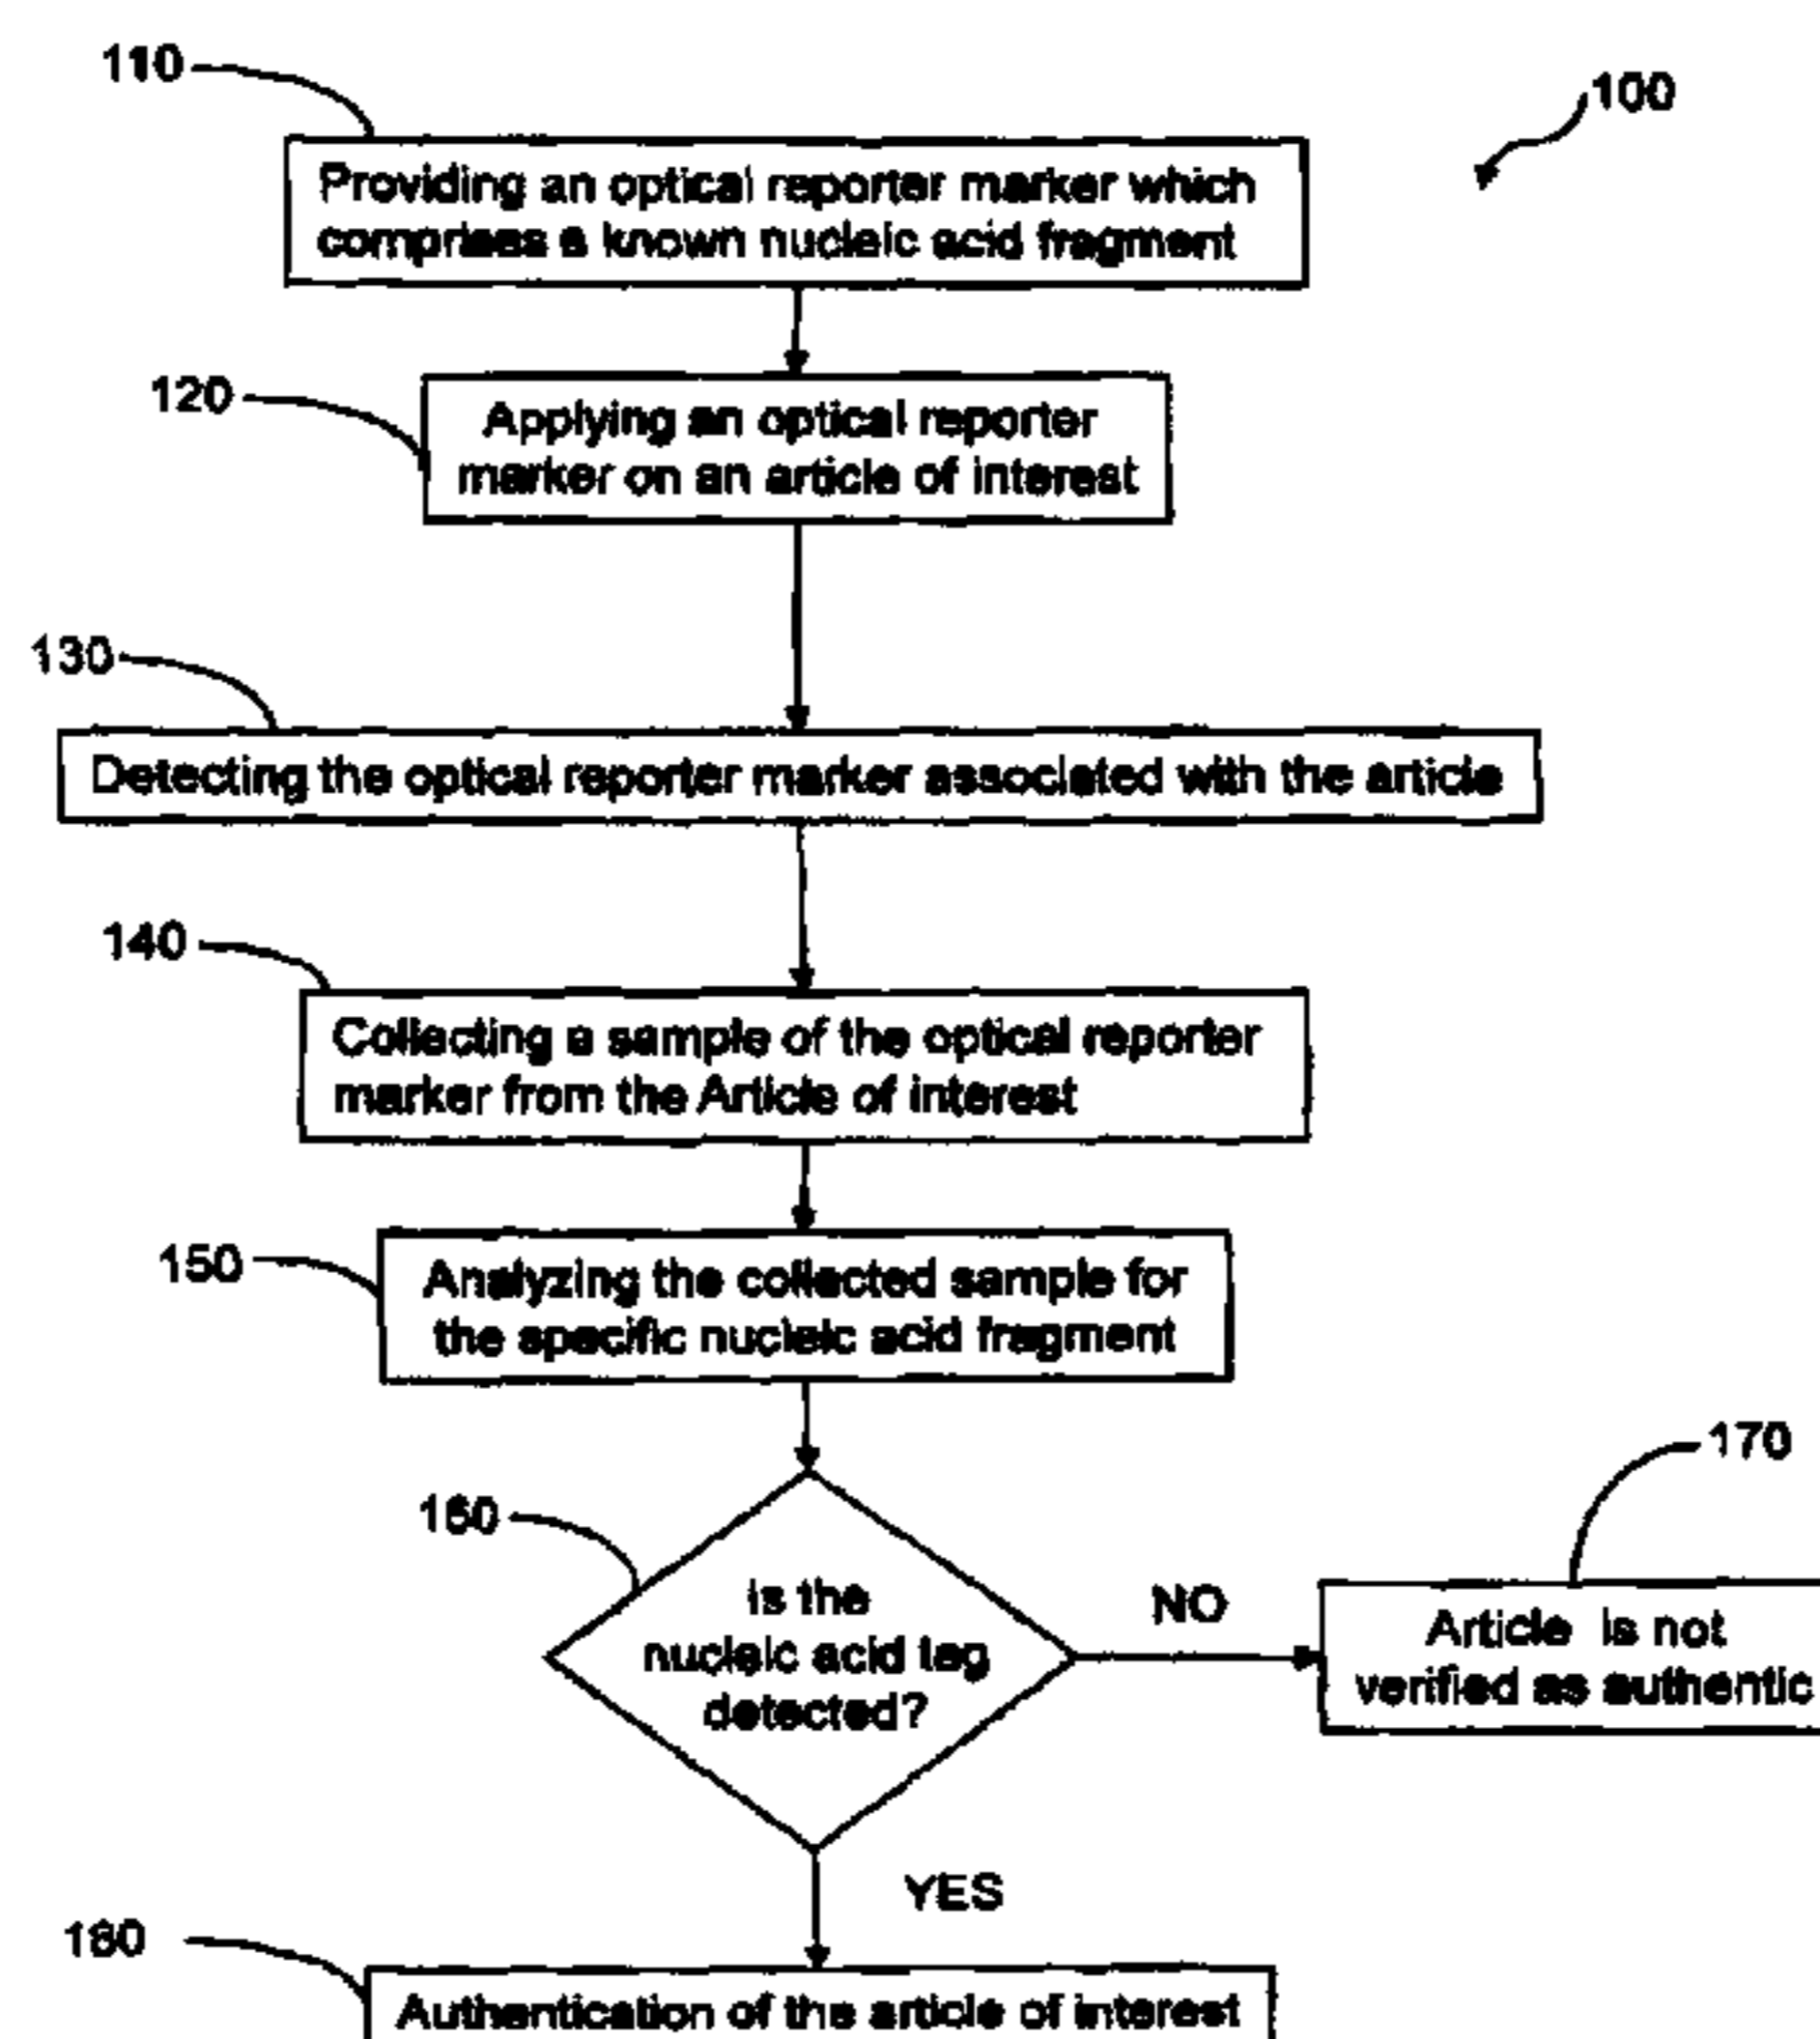 110
100
Providing an optical reporter marker which
comprises a known nucleic acid fragment
120
Applying an optical reporter
marker on an article of interest
130
Detecting the optical reporter marker associated with the article
140
Collecting a sample of the optical reporter
marker from the Article of interest
150
Analyzing the collected sample for
the specific nucleic acid fragment
170
160
is the
nucleic acid tag
detected?
NO
Article is not
verified as authentic
YES
180
Authentication of the article of interest